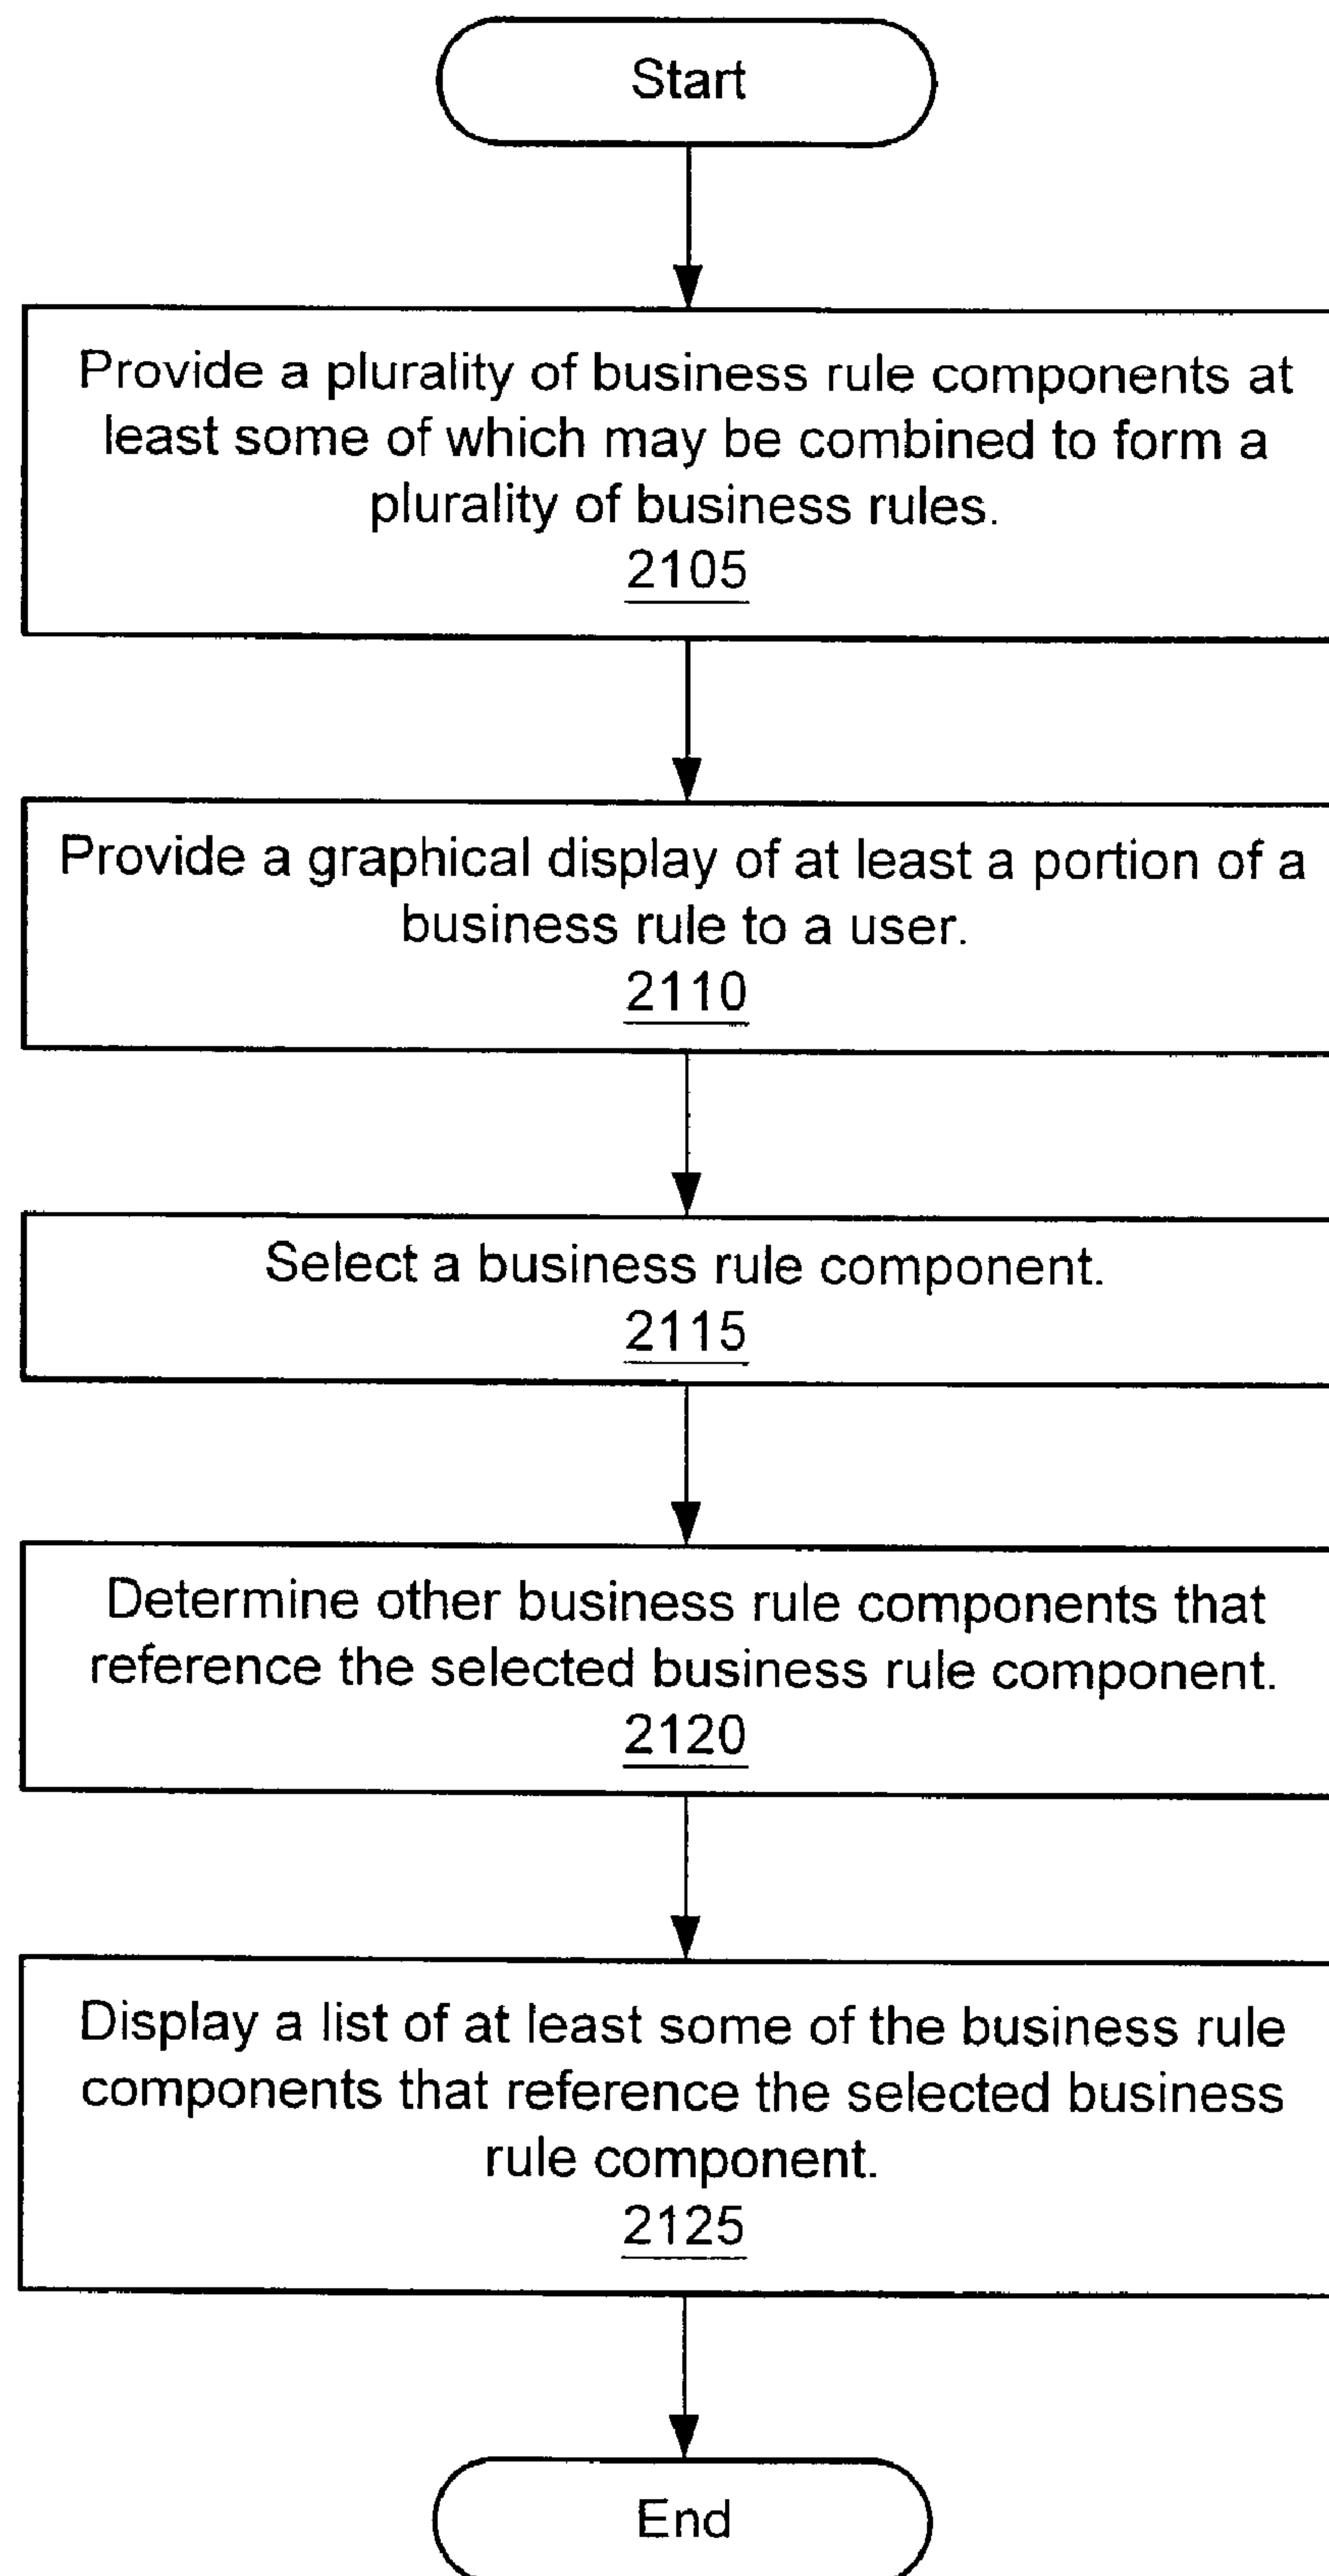 Start
Provide a plurality of business rule components at
least some of which may be combined to form a
plurality of business rules.
2105
Provide a graphical display of at least a portion of a
business rule to a user.
2110
Select a business rule component.
2115
Determine other business rule components that
reference the selected business rule component.
2120
Display a list of at least some of the business rule
components that reference the selected business
rule component.
2125
End